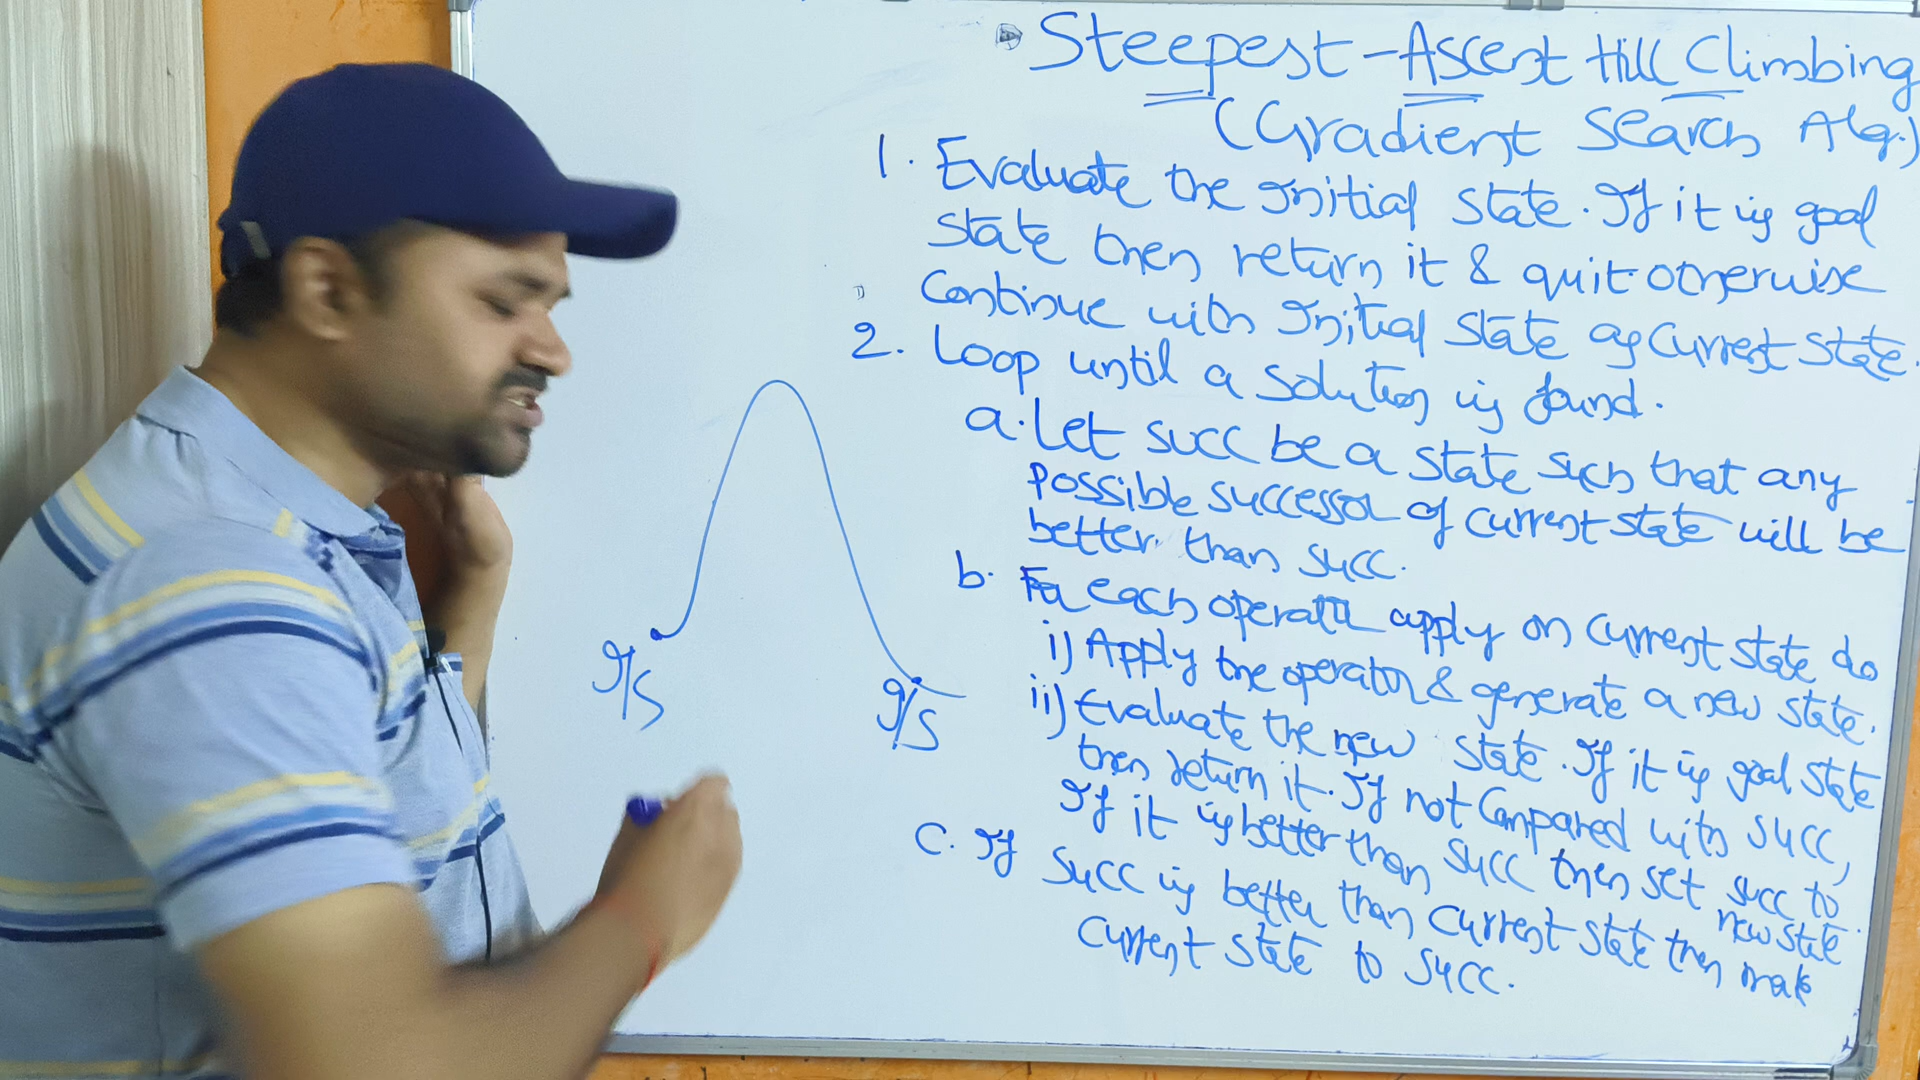 Steepest-Ascent Hill Climbing
(Gradient Search Alg.)
1. Evaluate the Initial state. If it is goal
state then return it & quit otherwise
Continue with Initial State as Current State.
2. Loop until a solution is found.
a. Let succ be a state such that any
Possible successor of current state will be
better than succ.
b. For each operator apply on current state do
i) Apply the operator & generate a new state.
ii) Evaluate the new state. If it is goal state
then return it. If not Compared with succ,
If it is better than succ then set succ to
new state.
C. If succ is better than current state then make
current state to succ.
I/S
g/S